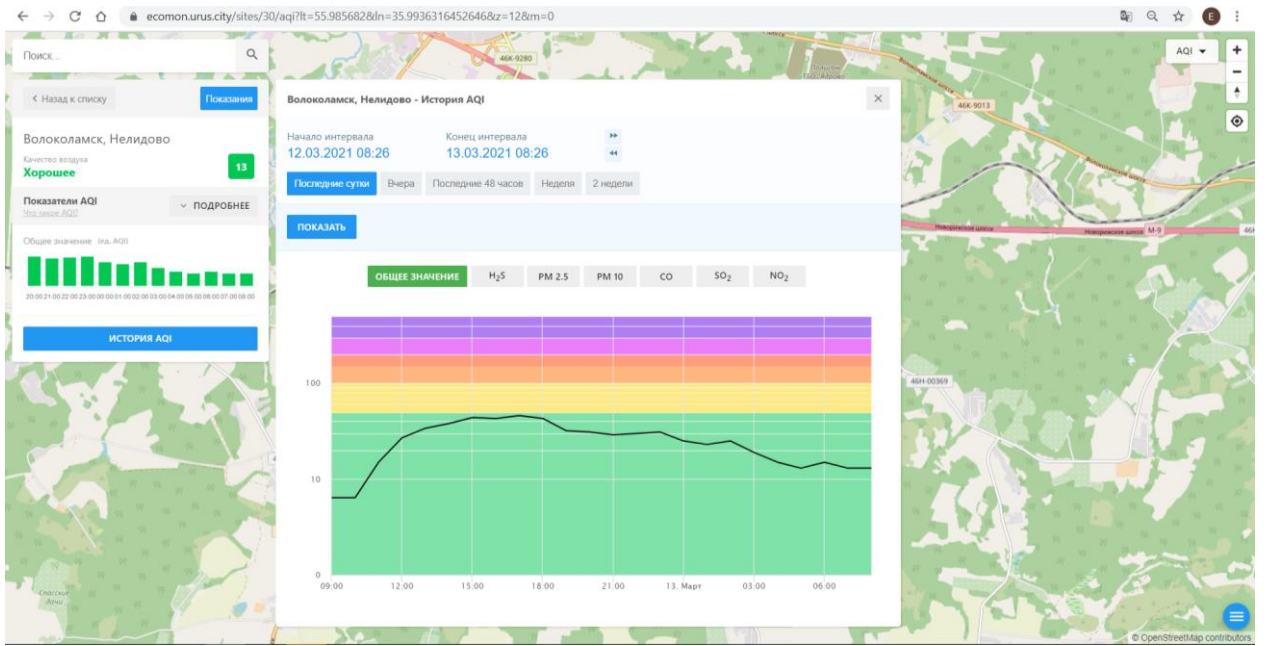 ecomon.urus.city/sites/30/aqi?lt=55.985682&ln=35.9936316452646&z=12&m=0
E
Поиск...
Назад к списку
Показания
Волоколамск, Нелидово
Качество воздуха
Хорошее
13
Показатели AQI
Что такое AQI?
ПОДРОБНЕЕ
Общее значение (ед. AQI)
20:00 21:00 22:00 23:00 00:00 01:00 02:00 03:00 04:00 05:00 06:00 07:00 08:00
ИСТОРИЯ AQI
Волоколамск, Нелидово - История AQI
Начало интервала
Конец интервала
12.03.2021 08:26
13.03.2021 08:26
Последние сутки
Вчера
Последние 48 часов
Неделя
2 недели
ПОКАЗАТЬ
ОБЩЕЕ ЗНАЧЕНИЕ
H₂S
PM 2.5
PM 10
CO
SO₂
NO₂
100
10
0
09:00
12:00
15:00
18:00
21:00
13. Март
03:00
06:00
AQI
46К-9280
46К-9013
Волоколамское шоссе
Новорижское шоссе
Новорижское шоссе
М-9
46Н-00369
Спасские
дачи
© OpenStreetMap contributors